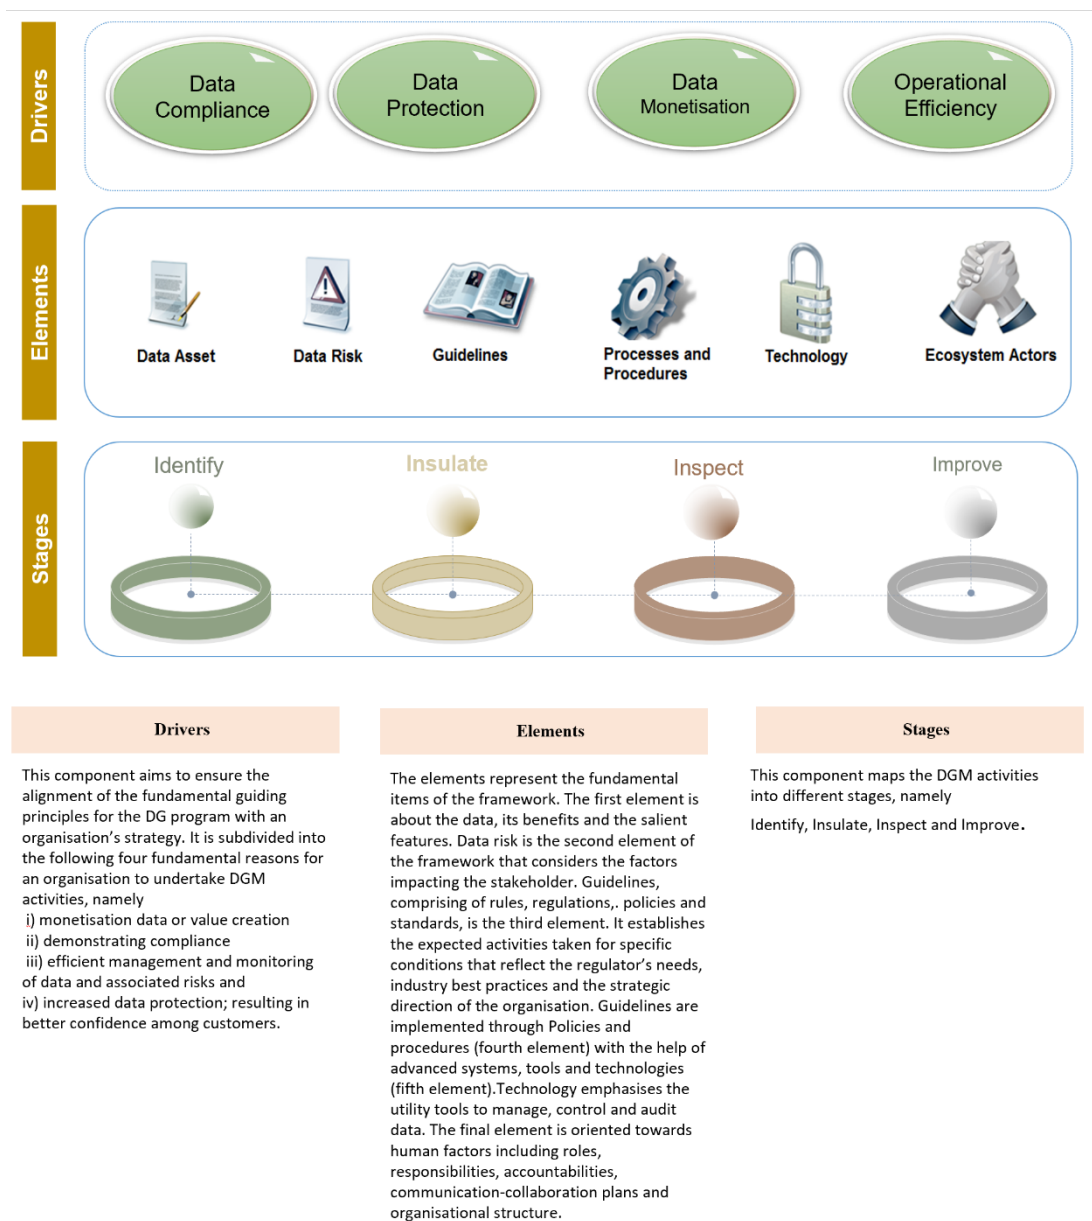 Drivers
Data
Compliance
Data
Protection
Data
Monetisation
Operational
Efficiency
Elements
Data Asset
Data Risk
Guidelines
Processes and
Procedures
Technology
Ecosystem Actors
Stages
Identify
Insulate
Inspect
Improve
Drivers
This component aims to ensure the
alignment of the fundamental guiding
principles for the DG program with an
organisation’s strategy. It is subdivided into
the following four fundamental reasons for
an organisation to undertake DGM
activities, namely
i) monetisation data or value creation
ii) demonstrating compliance
iii) efficient management and monitoring
of data and associated risks and
iv) increased data protection; resulting in
better confidence among customers.
Elements
The elements represent the fundamental
items of the framework. The first element is
about the data, its benefits and the salient
features. Data risk is the second element of
the framework that considers the factors
impacting the stakeholder. Guidelines,
comprising of rules, regulations,. policies and
standards, is the third element. It establishes
the expected activities taken for specific
conditions that reflect the regulator’s needs,
industry best practices and the strategic
direction of the organisation. Guidelines are
implemented through Policies and
procedures (fourth element) with the help of
advanced systems, tools and technologies
(fifth element).Technology emphasises the
utility tools to manage, control and audit
data. The final element is oriented towards
human factors including roles,
responsibilities, accountabilities,
communication-collaboration plans and
organisational structure.
Stages
This component maps the DGM activities
into different stages, namely
Identify, Insulate, Inspect and Improve.